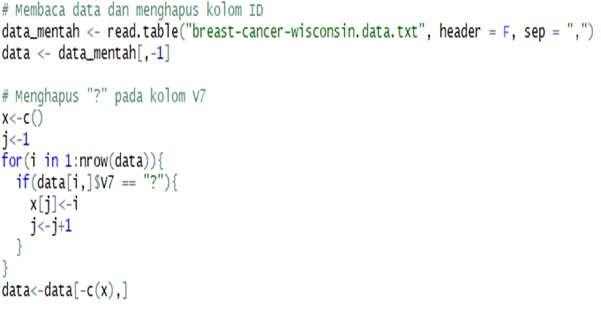 # Membaca data dan menghapus kolom ID
data_mentah <- read.table("breast-cancer-wisconsin.data.txt", header = F, sep = ",")
data <- data_mentah[,-1]

# Menghapus "?" pada kolom V7
x<-c()
j<-1
for(i in 1:nrow(data)){
  if(data[i,]$V7 == "?"){
    x[j]<-i
    j<-j+1
  }
}
data<-data[-c(x),]